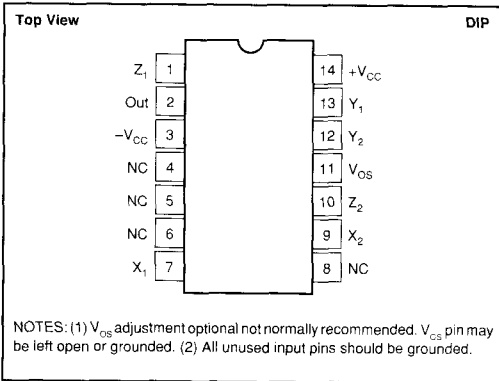 Top View DIP
Z1 1 14 +VCC
Out 2 13 Y1
–VCC 3 12 Y2
NC 4 11 VOS
NC 5 10 Z2
NC 6 9 X2
X1 7 8 NC
NOTES: (1) VOS adjustment optional not normally recommended. VOS pin may
be left open or grounded. (2) All unused input pins should be grounded.